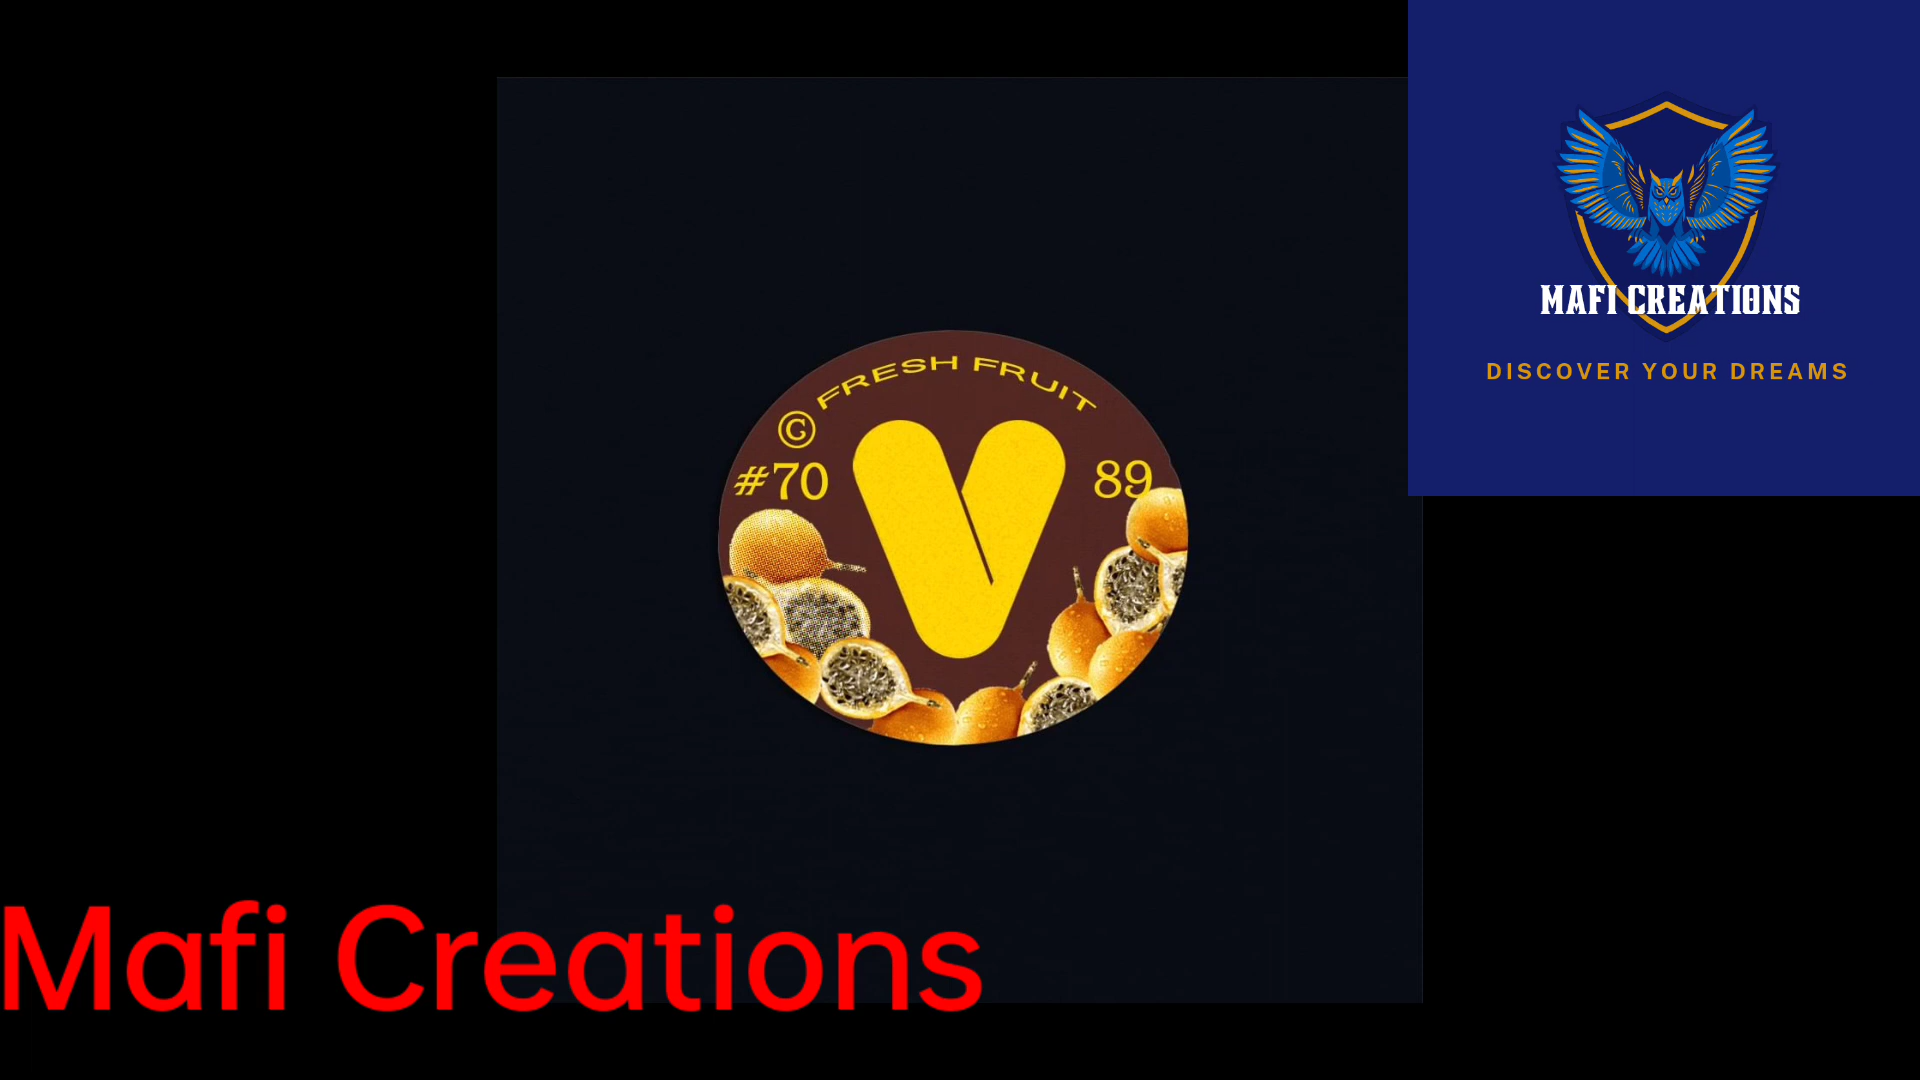 MAFI CREATIONS
DISCOVER YOUR DREAMS
© FRESH FRUIT
#70 V 89
Mafi Creations